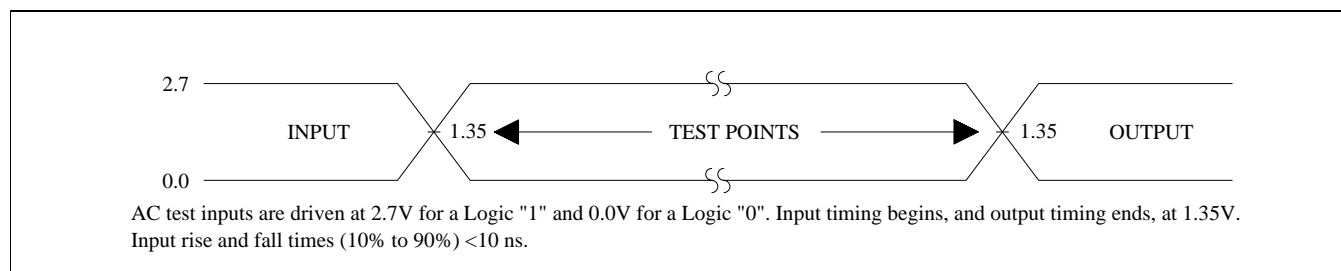 2.7
INPUT 1.35 TEST POINTS 1.35 OUTPUT
0.0
AC test inputs are driven at 2.7V for a Logic "1" and 0.0V for a Logic "0". Input timing begins, and output timing ends, at 1.35V.
Input rise and fall times (10% to 90%) <10 ns.